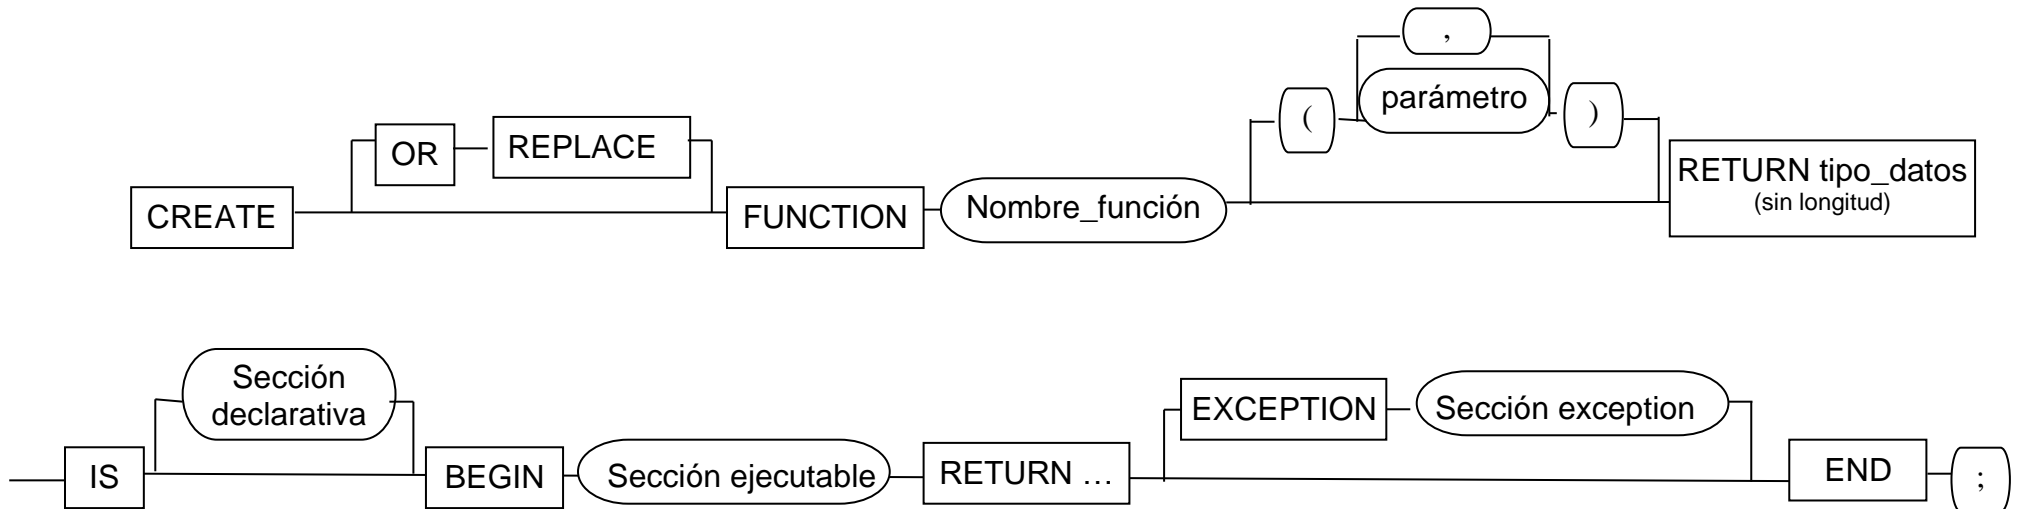 ,
( parámetro )
OR REPLACE
CREATE FUNCTION Nombre_función RETURN tipo_datos
(sin longitud)
Sección
declarativa
EXCEPTION Sección exception
IS BEGIN Sección ejecutable RETURN … END ;